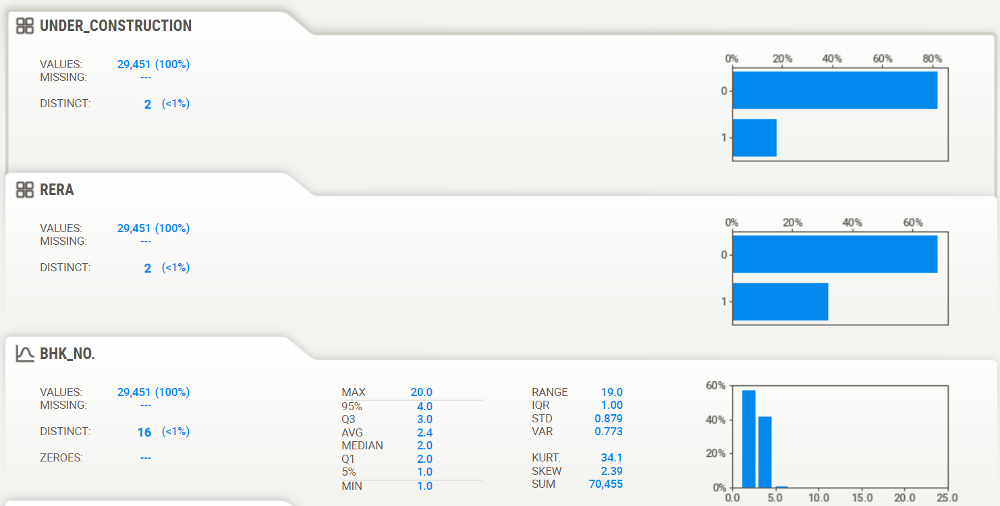 UNDER_CONSTRUCTION
VALUES: 29,451 (100%)
MISSING: ---
DISTINCT: 2 (<1%)
0% 20% 40% 60% 80%
0
1
RERA
VALUES: 29,451 (100%)
MISSING: ---
DISTINCT: 2 (<1%)
0% 20% 40% 60%
0
1
BHK_NO.
VALUES: 29,451 (100%)
MISSING: ---
DISTINCT: 16 (<1%)
ZEROES: ---
MAX 20.0
95% 4.0
Q3 3.0
AVG 2.4
MEDIAN 2.0
Q1 2.0
5% 1.0
MIN 1.0
RANGE 19.0
IQR 1.00
STD 0.879
VAR 0.773
KURT. 34.1
SKEW 2.39
SUM 70,455
60%
40%
20%
0%
0.0 5.0 10.0 15.0 20.0 25.0